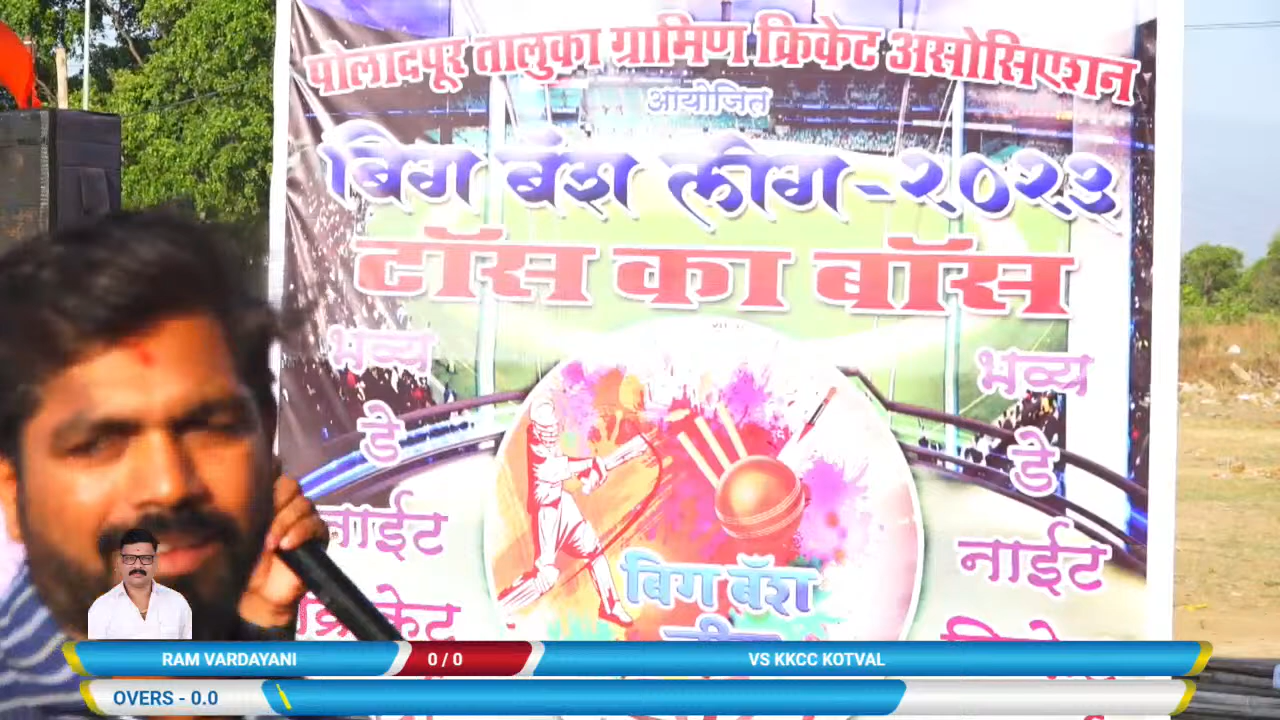 पोलादपूर तालुका ग्रामिण क्रिकेट असोसिएशन
आयोजित
बिग बॅश लीग-२०२३
टॉस का बॉस
भव्य
डे
नाईट
क्रिकेट
भव्य
डे
नाईट
बिग बॅश
RAM VARDAYANI 0 / 0 VS KKCC KOTVAL
OVERS - 0.0